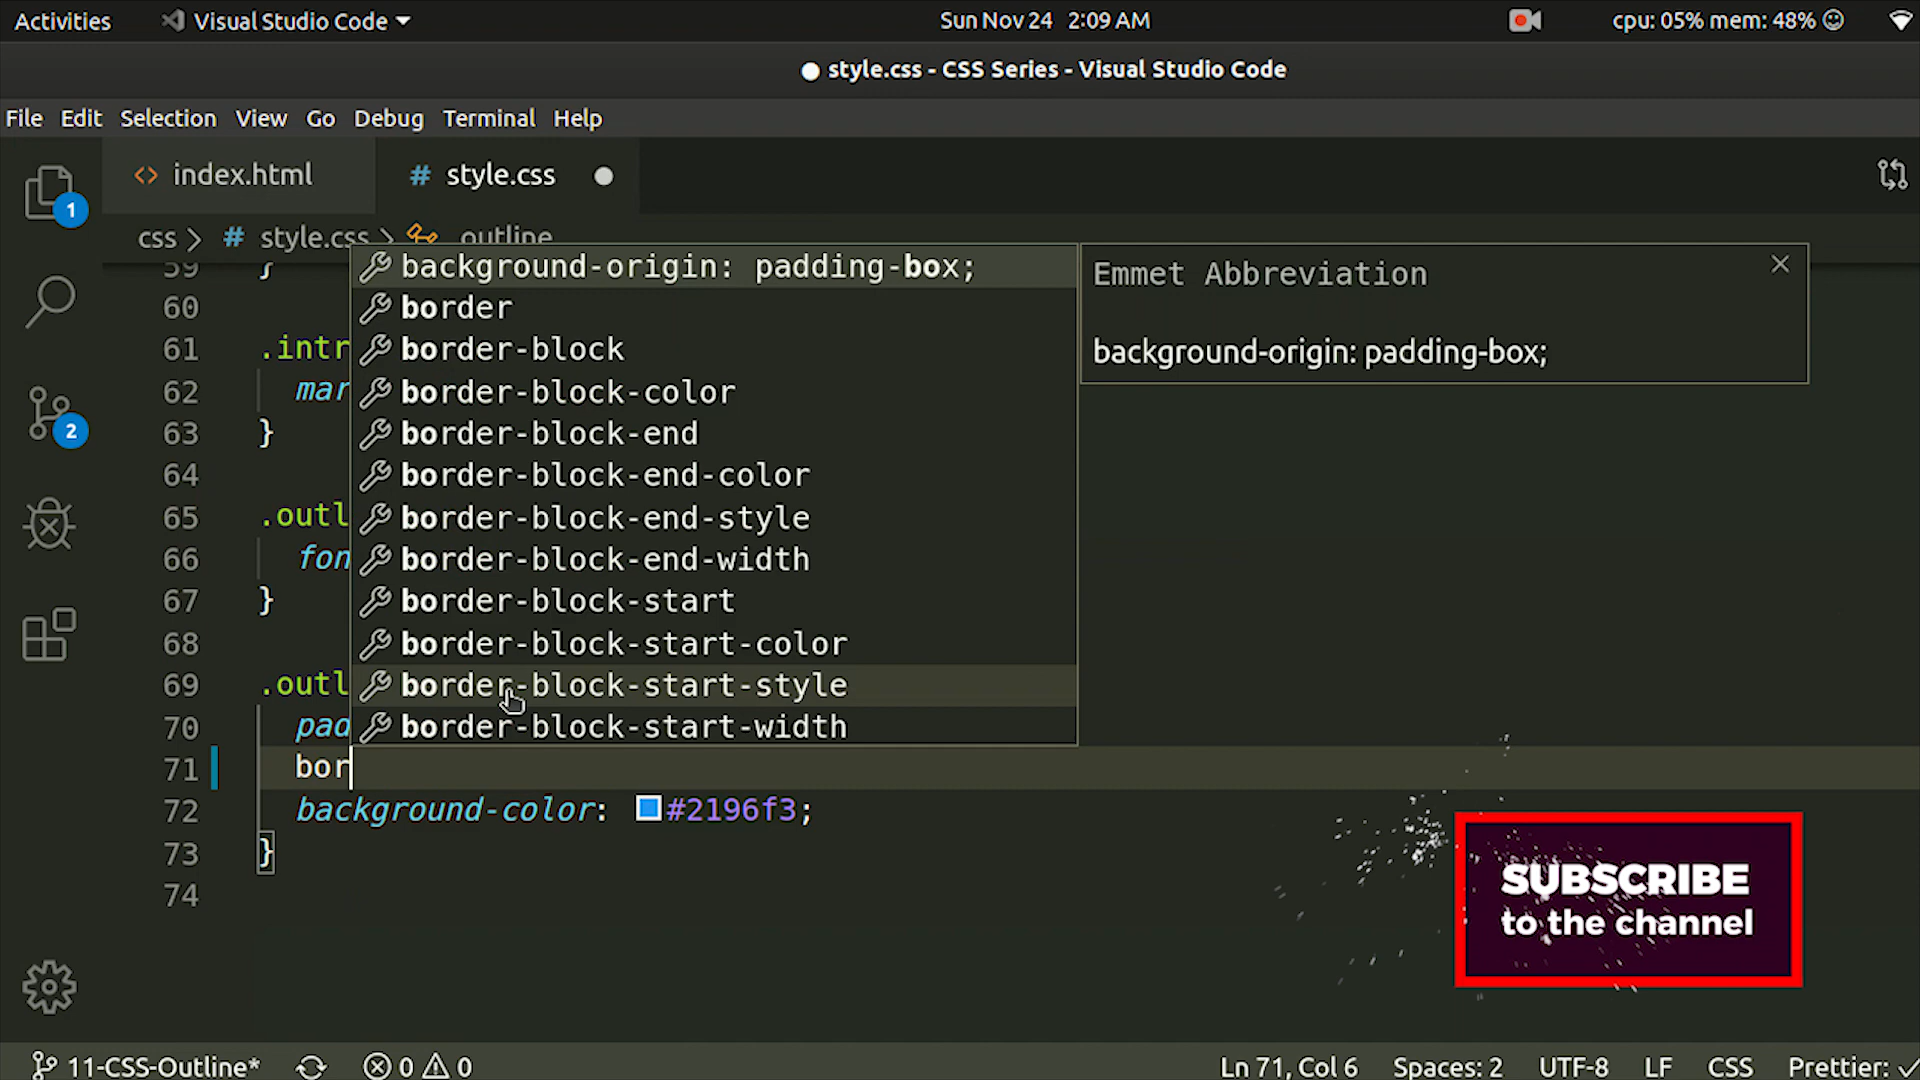 Activities Visual Studio Code Sun Nov 24 2:09 AM cpu: 05% mem: 48%
style.css - CSS Series - Visual Studio Code
File Edit Selection View Go Debug Terminal Help
<> index.html # style.css
1
css > # style.css > outline
59 }
60
61 .intr
62 mar
63 }
64
65 .outl
66 fon
67 }
68
69 .outl
70 pad
71 bor
72 background-color: #2196f3;
73 }
74
background-origin: padding-box;
border
border-block
border-block-color
border-block-end
border-block-end-color
border-block-end-style
border-block-end-width
border-block-start
border-block-start-color
border-block-start-style
border-block-start-width
Emmet Abbreviation
background-origin: padding-box;
2
SUBSCRIBE
to the channel
11-CSS-Outline* 0 0 Ln 71, Col 6 Spaces: 2 UTF-8 LF CSS Prettier: ✓